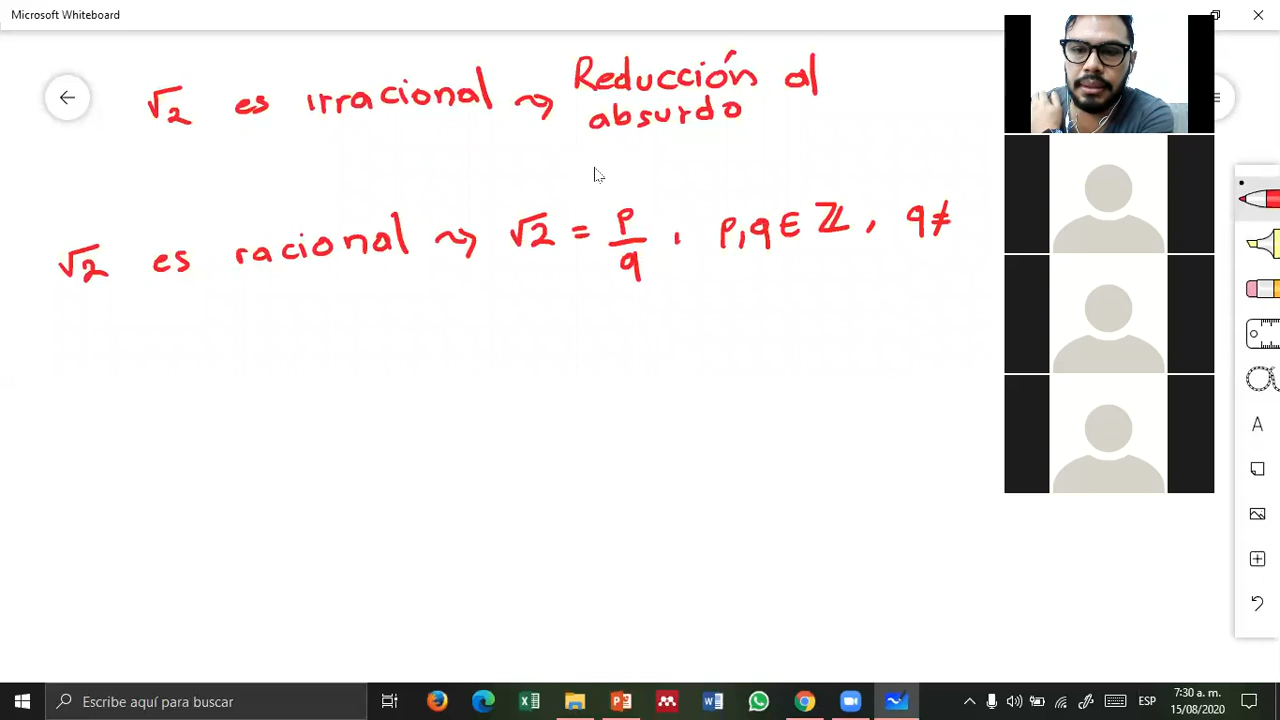 Microsoft Whiteboard
√2 es irracional ⇝ Reducción al
absurdo
√2 es racional ⇝ √2 = p/q , p,q ∈ ℤ , q ≠
A
Escribe aquí para buscar
ESP
7:30 a. m.
15/08/2020